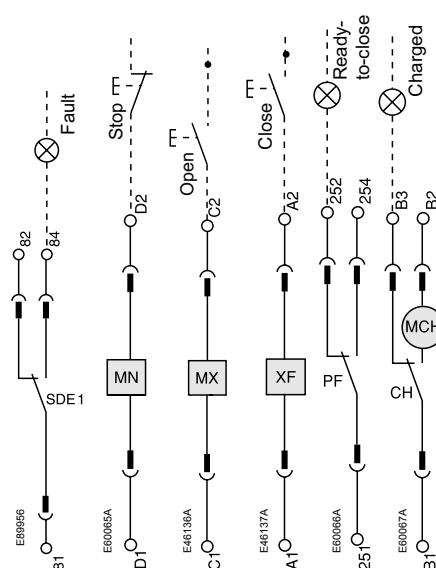 Fault
Stop
Open
Close
Ready-
to-close
Charged
82
84
D2
C2
A2
252
254
B3
B2
SDE1
MN
MX
XF
PF
MCH
CH
E89956
E60065A
E46136A
E46137A
E60066A
E60067A
D1
C1
A1
251
B1